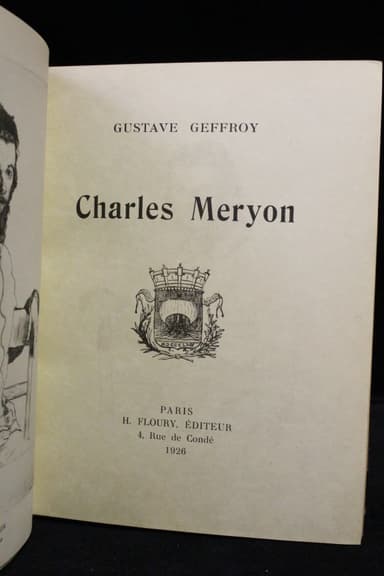 GUSTAVE GEFFROY
Charles Meryon
PARIS
H. FLOURY, ÉDITEUR
4, Rue de Condé
1926